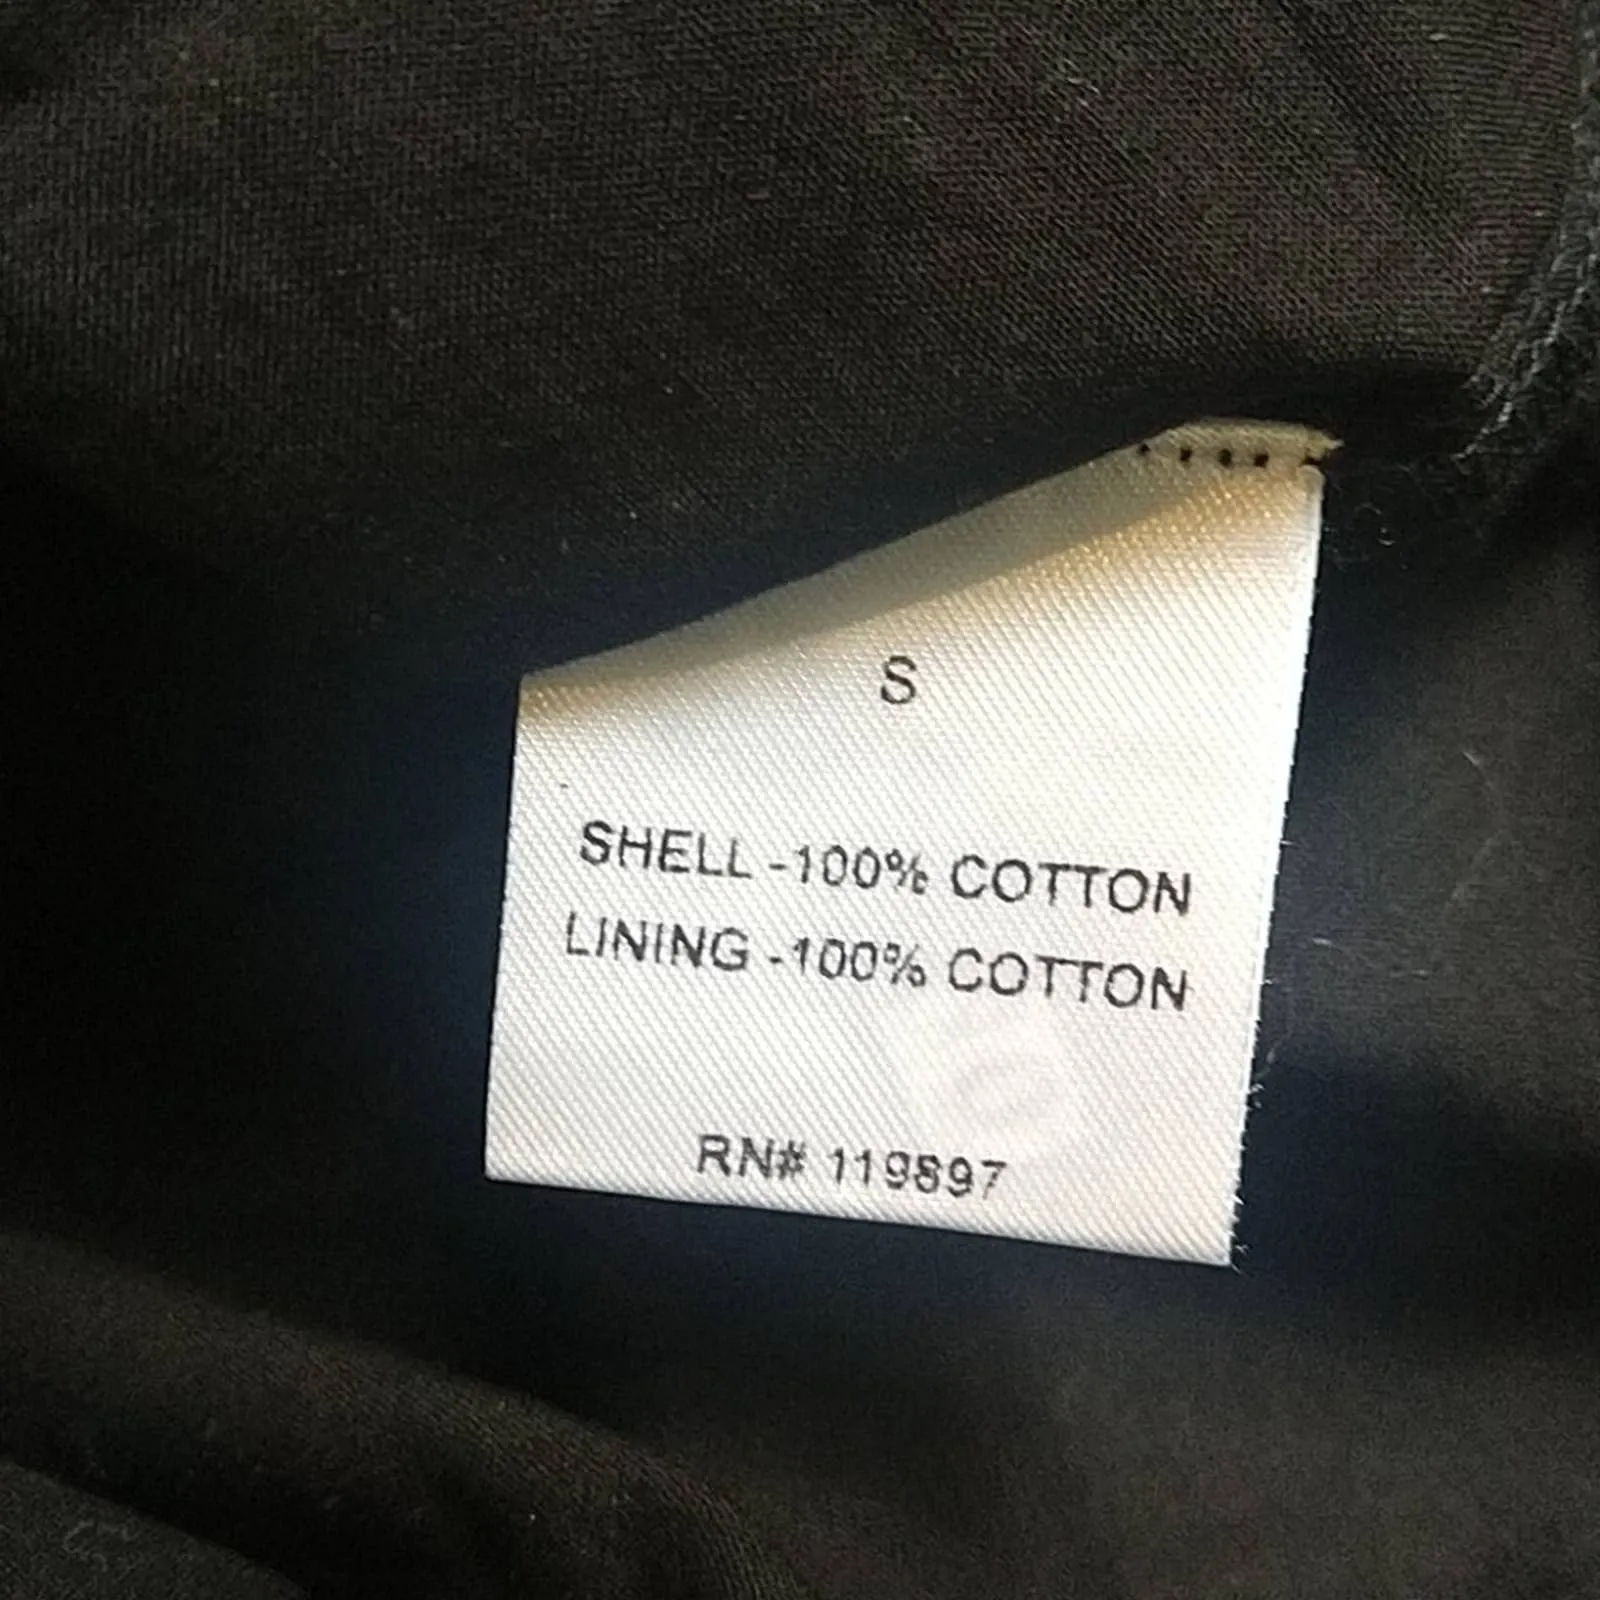 S
SHELL -100% COTTON
LINING -100% COTTON
RN# 119897